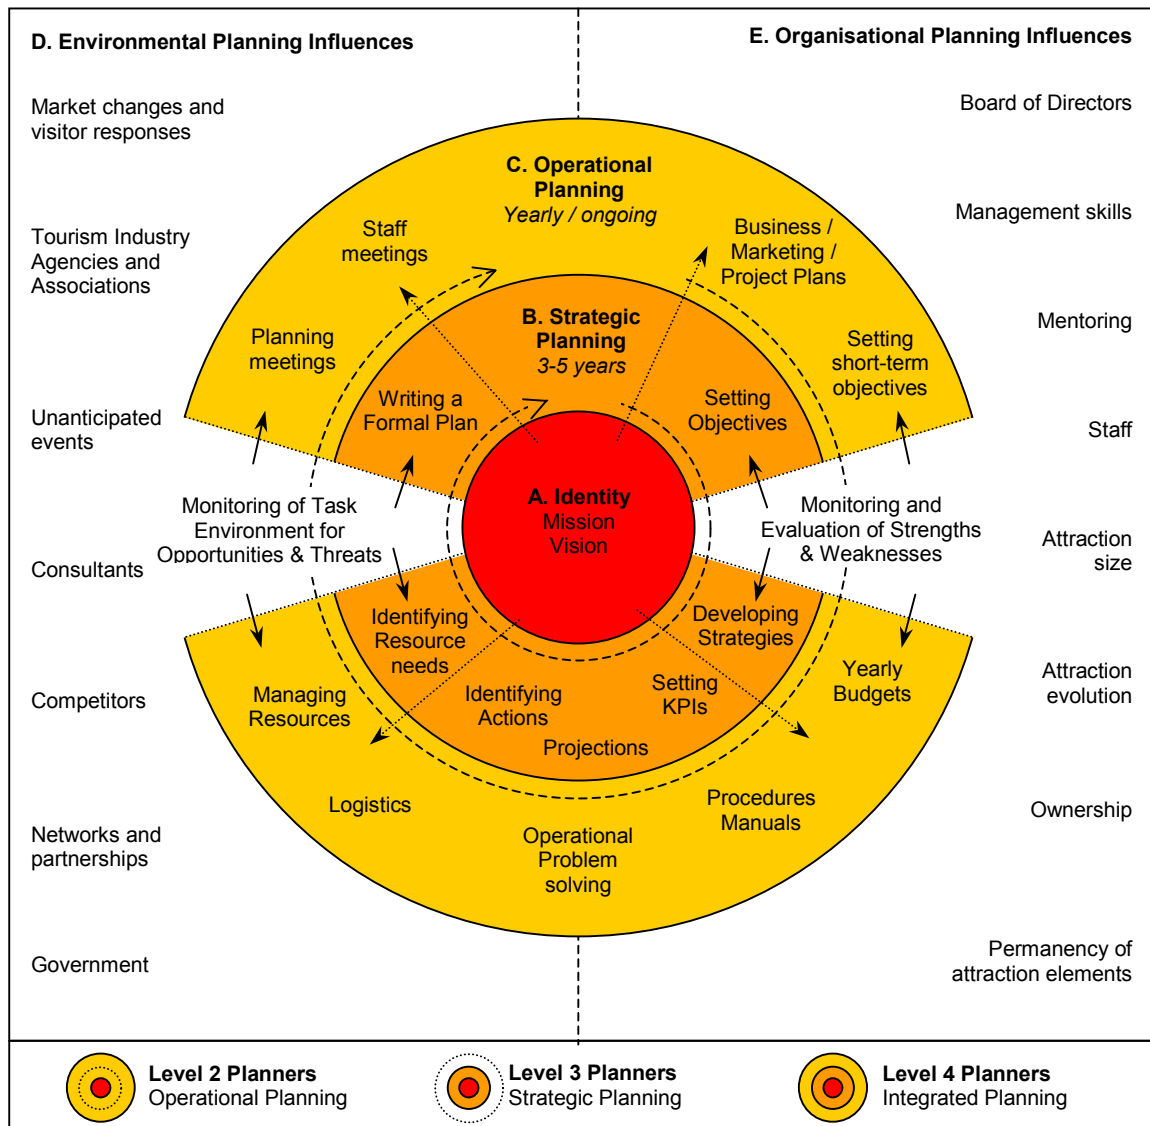 D. Environmental Planning Influences
E. Organisational Planning Influences
Market changes and
visitor responses
Tourism Industry
Agencies and
Associations
Unanticipated
events
Consultants
Competitors
Networks and
partnerships
Government
C. Operational
Planning
Yearly / ongoing
Staff
meetings
Planning
meetings
Business /
Marketing /
Project Plans
Setting
short-term
objectives
B. Strategic
Planning
3-5 years
Writing a
Formal Plan
Setting
Objectives
A. Identity
Mission
Vision
Monitoring of Task
Environment for
Opportunities & Threats
Monitoring and
Evaluation of Strengths
& Weaknesses
Identifying
Resource
needs
Identifying
Actions
Projections
Setting
KPIs
Developing
Strategies
Managing
Resources
Logistics
Operational
Problem
solving
Procedures
Manuals
Yearly
Budgets
Board of Directors
Management skills
Mentoring
Staff
Attraction
size
Attraction
evolution
Ownership
Permanency of
attraction elements
Level 2 Planners
Operational Planning
Level 3 Planners
Strategic Planning
Level 4 Planners
Integrated Planning